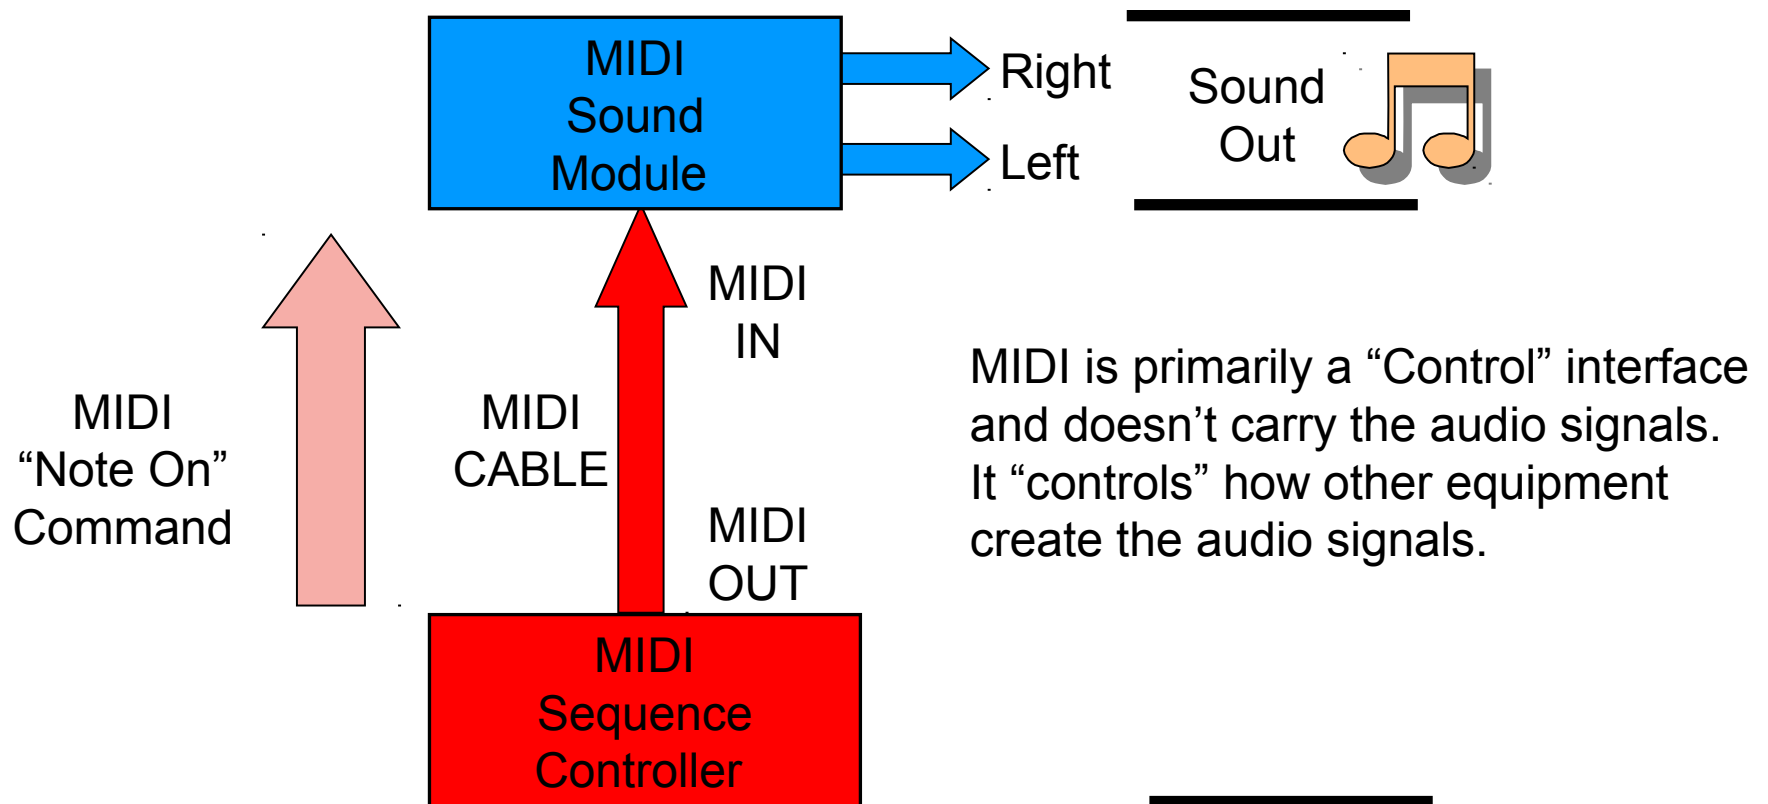 MIDI
Sound
Module
Right
Left
Sound
Out
MIDI
“Note On”
Command
MIDI
CABLE
MIDI
IN
MIDI
OUT
MIDI is primarily a “Control” interface
and doesn’t carry the audio signals.
It “controls” how other equipment
create the audio signals.
MIDI
Sequence
Controller